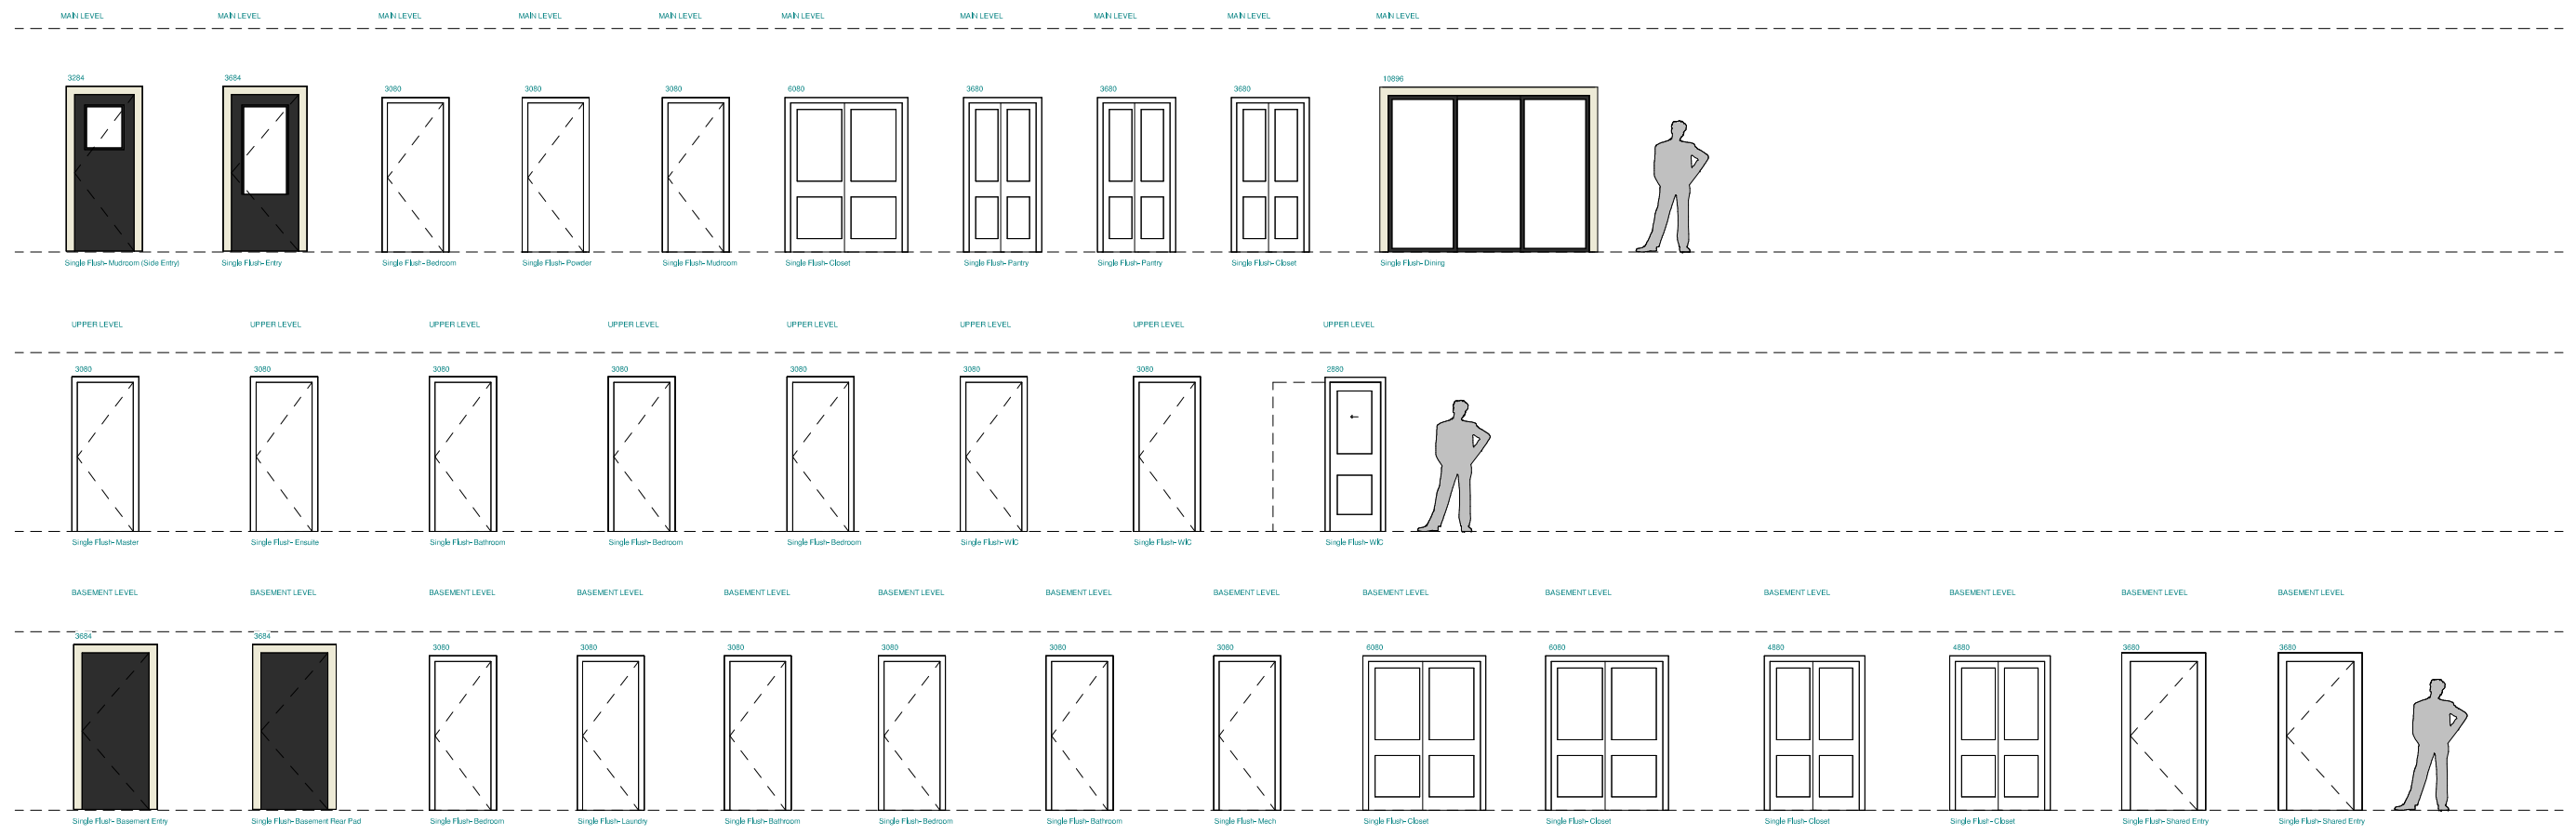 MAIN LEVEL MAIN LEVEL MAIN LEVEL MAIN LEVEL MAIN LEVEL MAIN LEVEL MAIN LEVEL MAIN LEVEL MAIN LEVEL MAIN LEVEL
3284 3684 3080 3080 3080 6080 3680 3680 3680 10896
Single Flush- Mudroom (Side Entry) Single Flush- Entry Single Flush- Bedroom Single Flush- Powder Single Flush- Mudroom Single Flush- Closet Single Flush- Pantry Single Flush- Pantry Single Flush- Closet Single Flush- Dining
UPPER LEVEL UPPER LEVEL UPPER LEVEL UPPER LEVEL UPPER LEVEL UPPER LEVEL UPPER LEVEL UPPER LEVEL
3080 3080 3080 3080 3080 3080 3080 2880
Single Flush- Master Single Flush- Ensuite Single Flush- Bathroom Single Flush- Bedroom Single Flush- Bedroom Single Flush- WIC Single Flush- WIC Single Flush- WIC
BASEMENT LEVEL BASEMENT LEVEL BASEMENT LEVEL BASEMENT LEVEL BASEMENT LEVEL BASEMENT LEVEL BASEMENT LEVEL BASEMENT LEVEL BASEMENT LEVEL BASEMENT LEVEL BASEMENT LEVEL BASEMENT LEVEL BASEMENT LEVEL BASEMENT LEVEL
3684 3684 3080 3080 3080 3080 3080 3080 6080 6080 4880 4880 3680 3680
Single Flush- Basement Entry Single Flush- Basement Rear Pad Single Flush- Bedroom Single Flush- Laundry Single Flush- Bathroom Single Flush- Bedroom Single Flush- Bathroom Single Flush- Mech Single Flush- Closet Single Flush- Closet Single Flush- Closet Single Flush- Closet Single Flush- Shared Entry Single Flush- Shared Entry